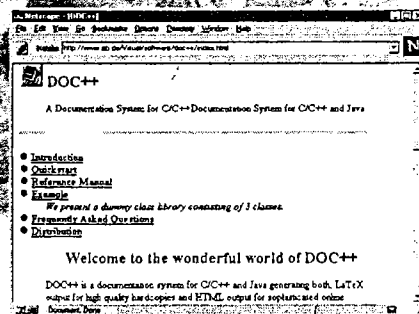 Netscape - [DOC++]
File Edit View Go Bookmarks Options Directory Window Help
DOC++
A Documentation System for C/C++ Documentation System for C/C++ and Java
Introduction
Quickstart
Reference Manual
Example
We present a dummy class library consisting of 3 classes.
Frequently Asked Questions
Distribution
Welcome to the wonderful world of DOC++
DOC++ is a documentation system for C/C++ and Java generating both, LaTeX
output for high quality hardcopies and HTML output for sophisticated online
Document Done